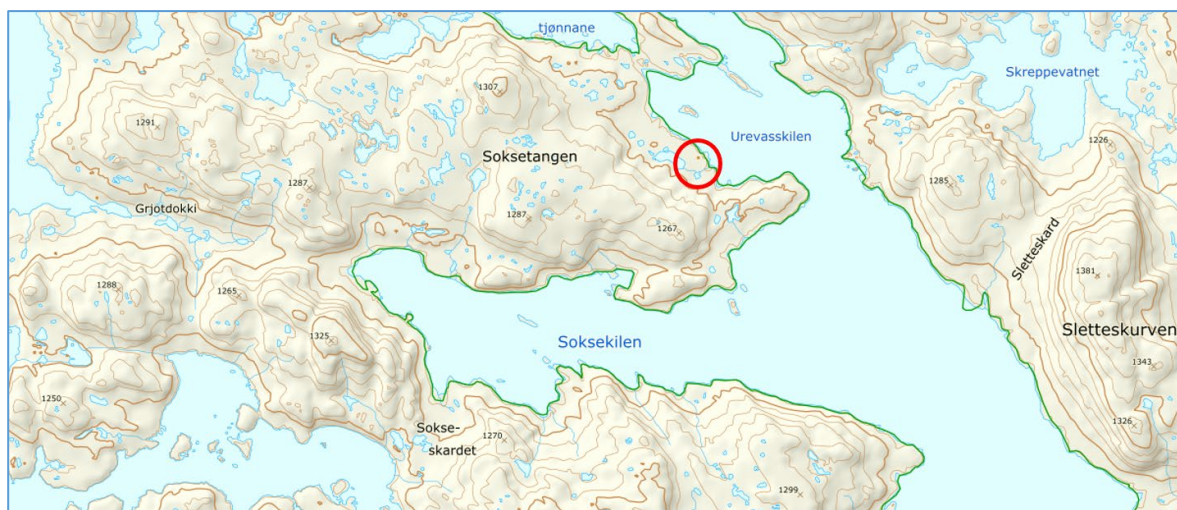 tjønnane
Skreppevatnet
1307
1291
Urevasskilen
1226
Soksetangen
1287
1285
Grjotdokki
1287
1267
Sletteskard
1381
1288
1265
1325
Soksekilen
Sletteskurven
1343
1250
Sokse-
skardet
1270
1326
1299